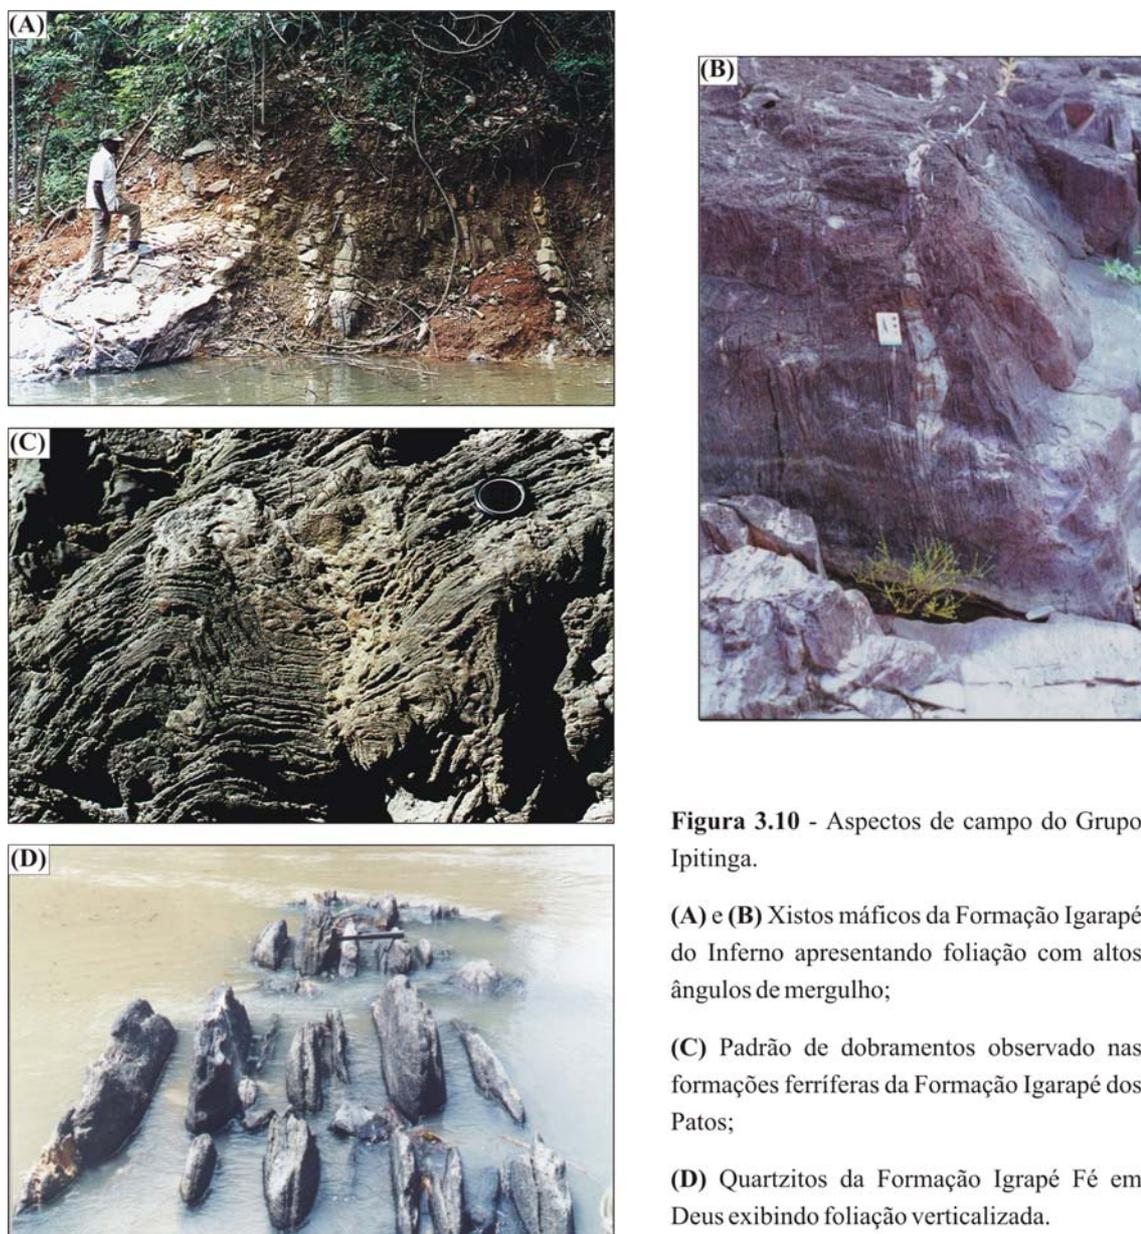 (A)
(B)
(C)
(D)
Figura 3.10 - Aspectos de campo do Grupo
Ipitinga.
(A) e (B) Xistos máficos da Formação Igarapé
do Inferno apresentando foliação com altos
ângulos de mergulho;
(C) Padrão de dobramentos observado nas
formações ferríferas da Formação Igarapé dos
Patos;
(D) Quartzitos da Formação Igrapé Fé em
Deus exibindo foliação verticalizada.